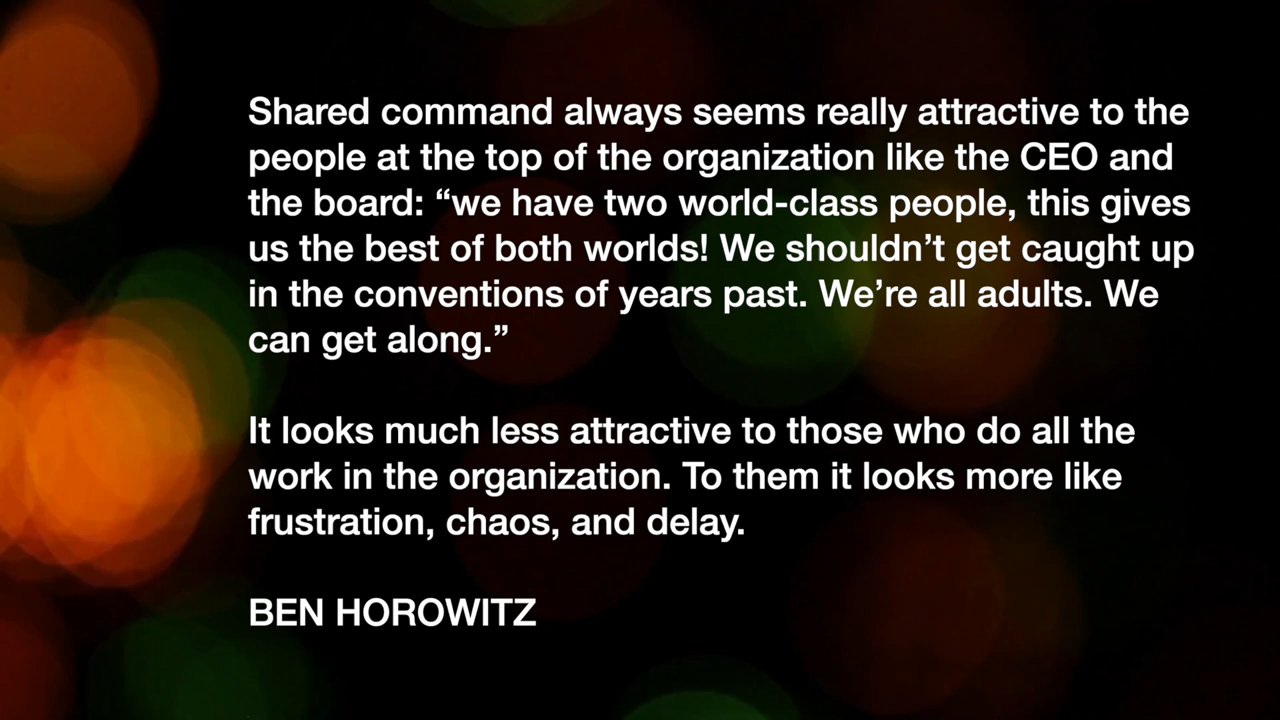 Shared command always seems really attractive to the
people at the top of the organization like the CEO and
the board: “we have two world-class people, this gives
us the best of both worlds! We shouldn’t get caught up
in the conventions of years past. We’re all adults. We
can get along.”
It looks much less attractive to those who do all the
work in the organization. To them it looks more like
frustration, chaos, and delay.
BEN HOROWITZ